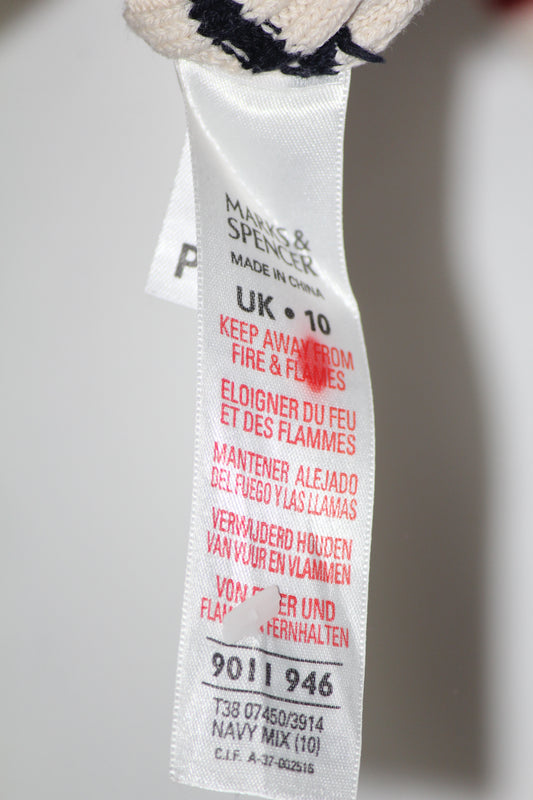 MARKS &
SPENCER
MADE IN CHINA
UK • 10
KEEP AWAY FROM
FIRE & FLAMES
ELOIGNER DU FEU
ET DES FLAMMES
MANTENER ALEJADO
DEL FUEGO Y LAS LLAMAS
VERWIJDERD HOUDEN
VAN VUUR EN VLAMMEN
VON UND
FERNHALTEN
9011 946
T38 07450/3914
NAVY MIX (10)
C.I.F. A-37-002516
P